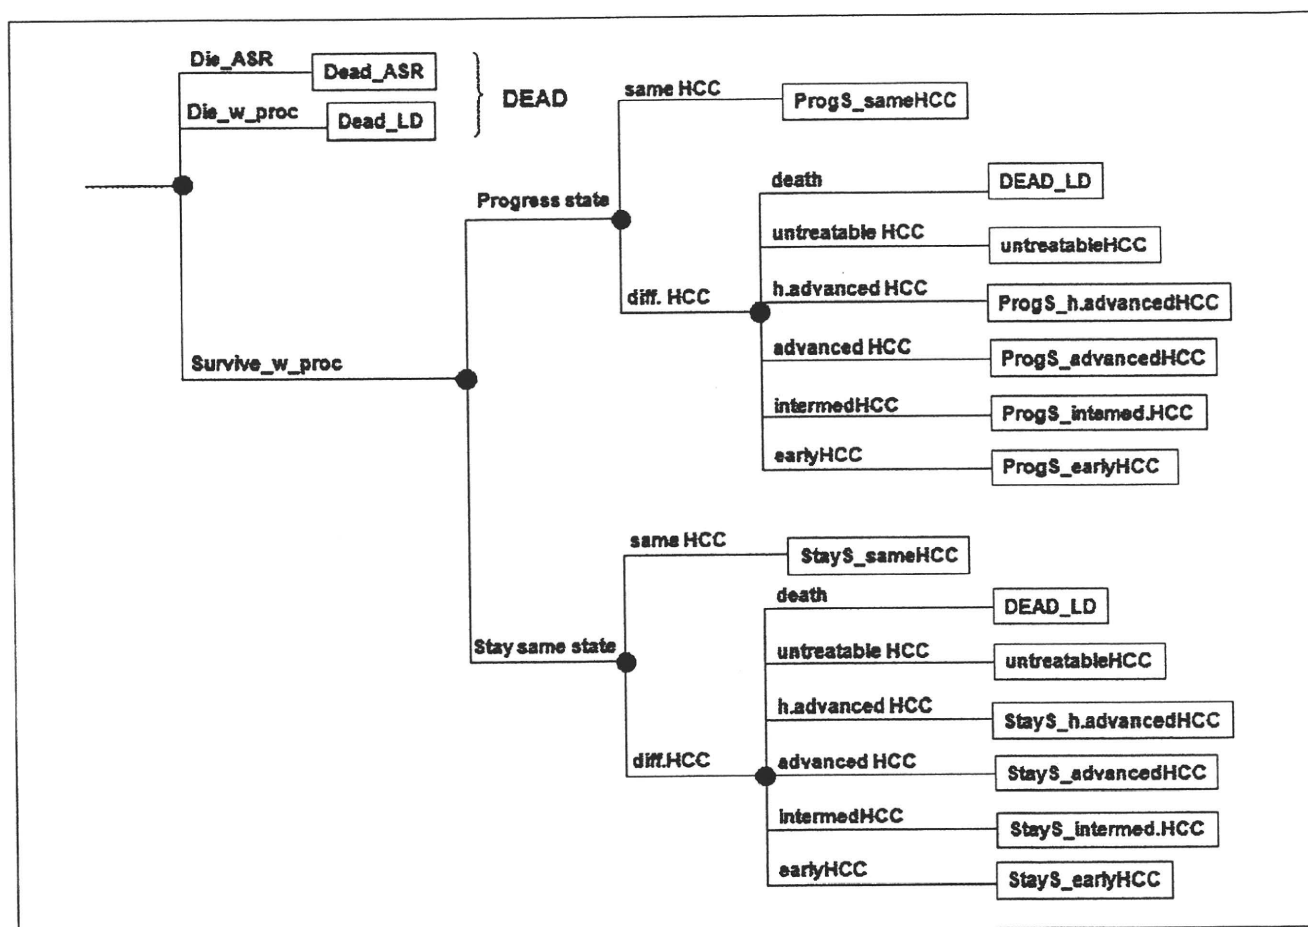 Die_ASR
Dead_ASR
Die_w_proc
Dead_LD
DEAD
Survive_w_proc
Progress state
same HCC
ProgS_sameHCC
diff. HCC
death
DEAD_LD
untreatable HCC
untreatableHCC
h.advanced HCC
ProgS_h.advancedHCC
advanced HCC
ProgS_advancedHCC
intermedHCC
ProgS_intemed.HCC
earlyHCC
ProgS_earlyHCC
Stay same state
same HCC
StayS_sameHCC
diff.HCC
death
DEAD_LD
untreatable HCC
untreatableHCC
h.advanced HCC
StayS_h.advancedHCC
advanced HCC
StayS_advancedHCC
intermedHCC
StayS_intermed.HCC
earlyHCC
StayS_earlyHCC